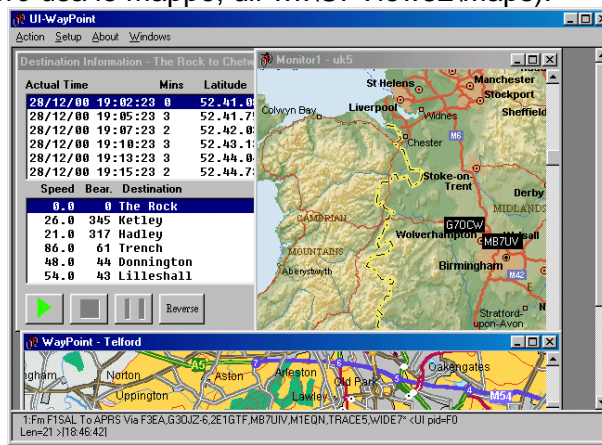 UI-WayPoint
Action Setup About Windows
Destination Information - The Rock to Chetw
Actual Time Mins Latitude
28/12/00 19:02:23 0 52.41.0
28/12/00 19:05:23 3 52.41.7
28/12/00 19:07:23 2 52.42.0
28/12/00 19:10:23 3 52.43.1
28/12/00 19:13:23 3 52.44.0
28/12/00 19:15:23 2 52.44.7
Speed Bear. Destination
0.0 0 The Rock
26.0 345 Ketley
21.0 317 Hadley
86.0 61 Trench
48.0 44 Donnington
54.0 43 Lilleshall
Reverse
Monitor1 - uk5
St Helens
Manchester
Stockport
Colwyn Bay
Liverpool
Widnes
Sheffield
M6
Chester
Stoke-on-
Trent
Derby
MIDLANDS
CAMBRIAN
G7OCW
Wolverhampton
MB7UV
Walsall
MOUNTAINS
Birmingham
Aberystwyth
M42
Stratford-
upon-Avon
WayPoint - Telford
Norton
A5
Aston
Arleston
Old Park
Oakengates
7
6
5
4
Uppington
Lawley
M54
1:Fm F1SAL To APRS Via F3EA,G3OJZ-6,2E1GTF,MB7UIV,M1EQN,TRACE5,WIDE7* <UI pid=F0
Len=21 >[18:46:42]